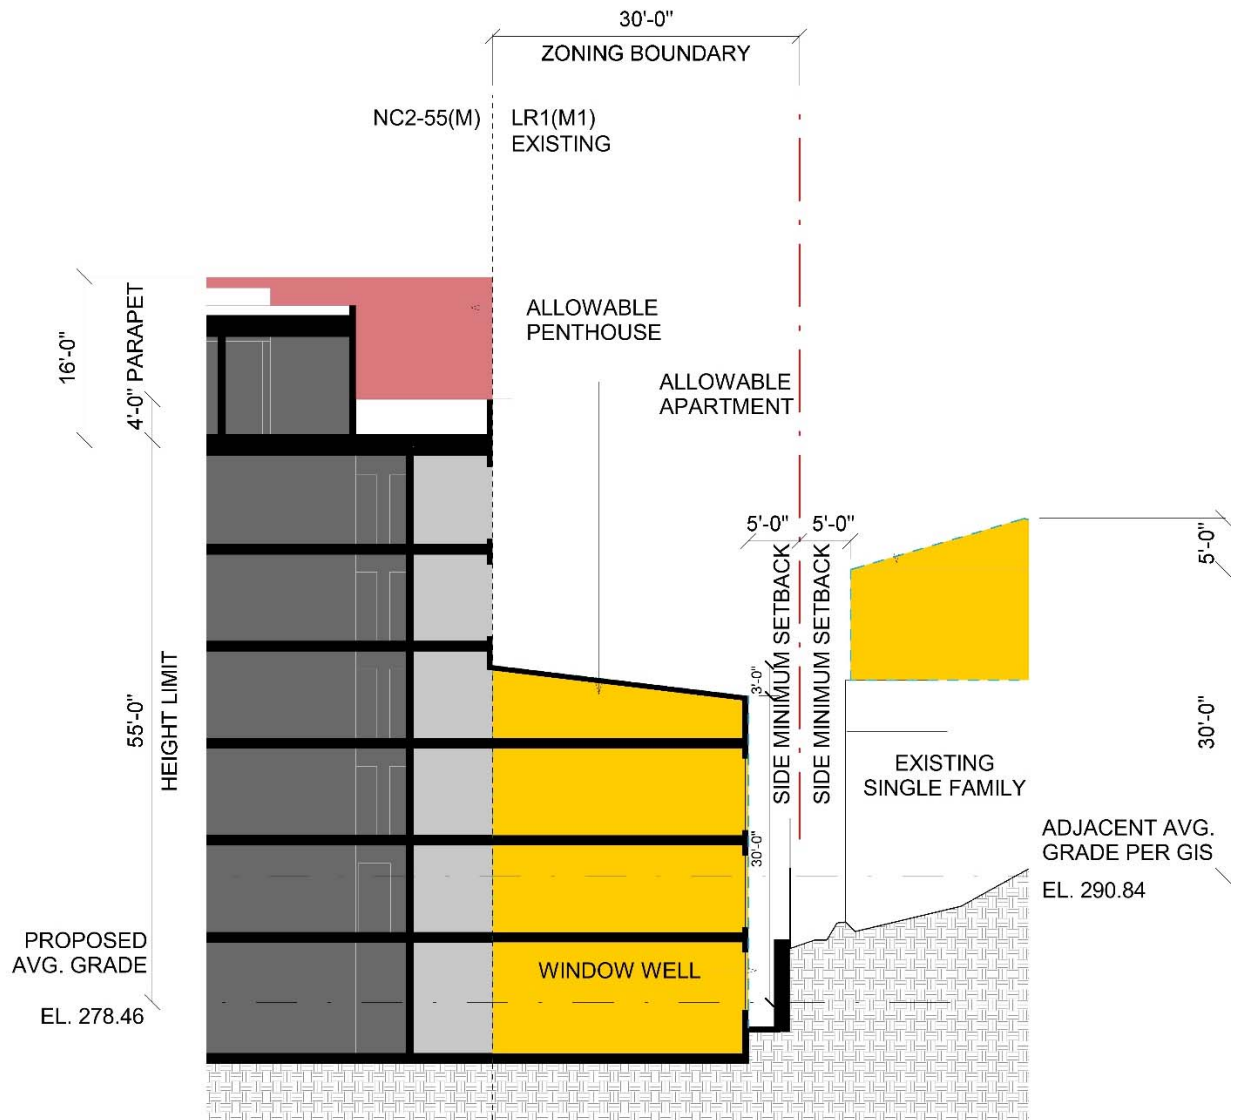 30'-0"
ZONING BOUNDARY
NC2-55(M)
LR1(M1)
EXISTING
16'-0"
4'-0" PARAPET
ALLOWABLE
PENTHOUSE
ALLOWABLE
APARTMENT
5'-0"
5'-0"
5'-0"
SIDE MINIMUM SETBACK
SIDE MINIMUM SETBACK
3'-0"
55'-0"
HEIGHT LIMIT
30'-0"
EXISTING
SINGLE FAMILY
30'-0"
ADJACENT AVG.
GRADE PER GIS
EL. 290.84
PROPOSED
AVG. GRADE
EL. 278.46
WINDOW WELL